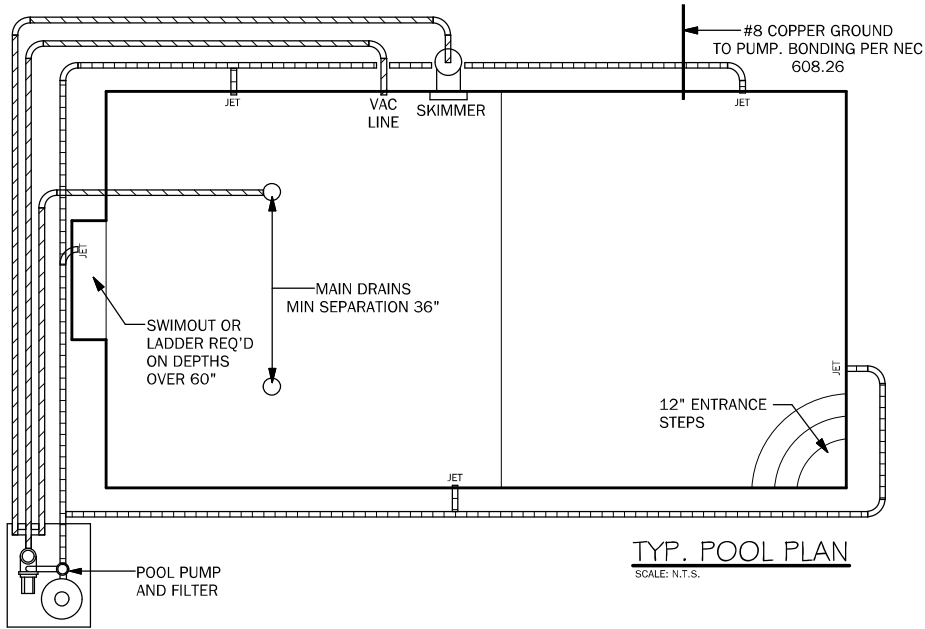 #8 COPPER GROUND
TO PUMP. BONDING PER NEC
608.26
JET
VAC
LINE
SKIMMER
JET
JET
MAIN DRAINS
MIN SEPARATION 36"
SWIMOUT OR
LADDER REQ'D
ON DEPTHS
OVER 60"
JET
12" ENTRANCE
STEPS
JET
TYP. POOL PLAN
SCALE: N.T.S.
POOL PUMP
AND FILTER